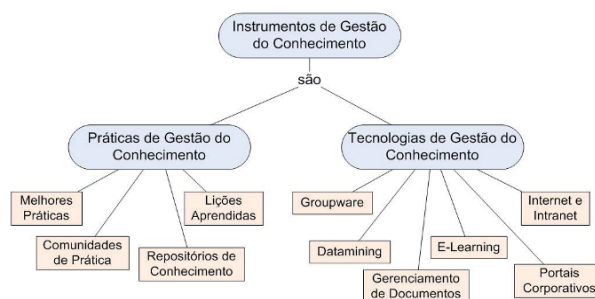 Instrumentos de Gestão
do Conhecimento
são
Práticas de Gestão do
Conhecimento
Tecnologias de Gestão do
Conhecimento
Melhores
Práticas
Lições
Aprendidas
Comunidades
de Prática
Repositórios de
Conhecimento
Groupware
Internet e
Intranet
Datamining
E-Learning
Gerenciamento
de Documentos
Portais
Corporativos